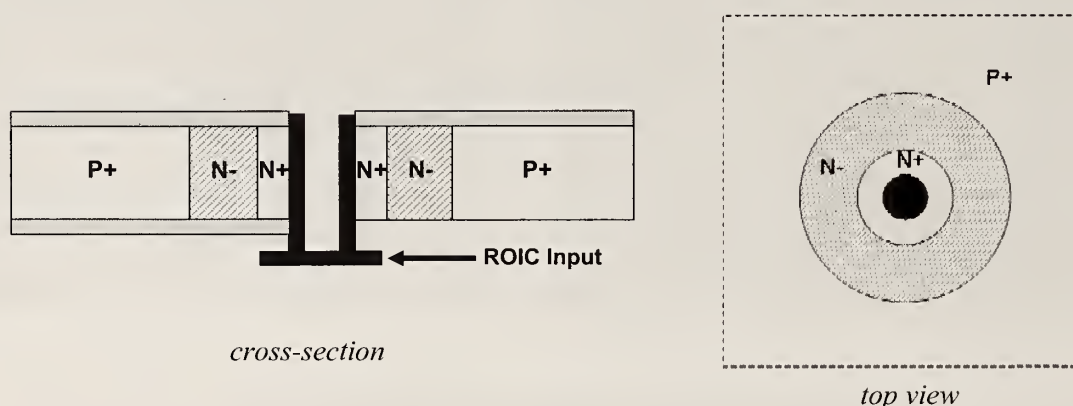 P+ N- N+ N+ N- P+
ROIC Input
cross-section
P+
N- N+
top view